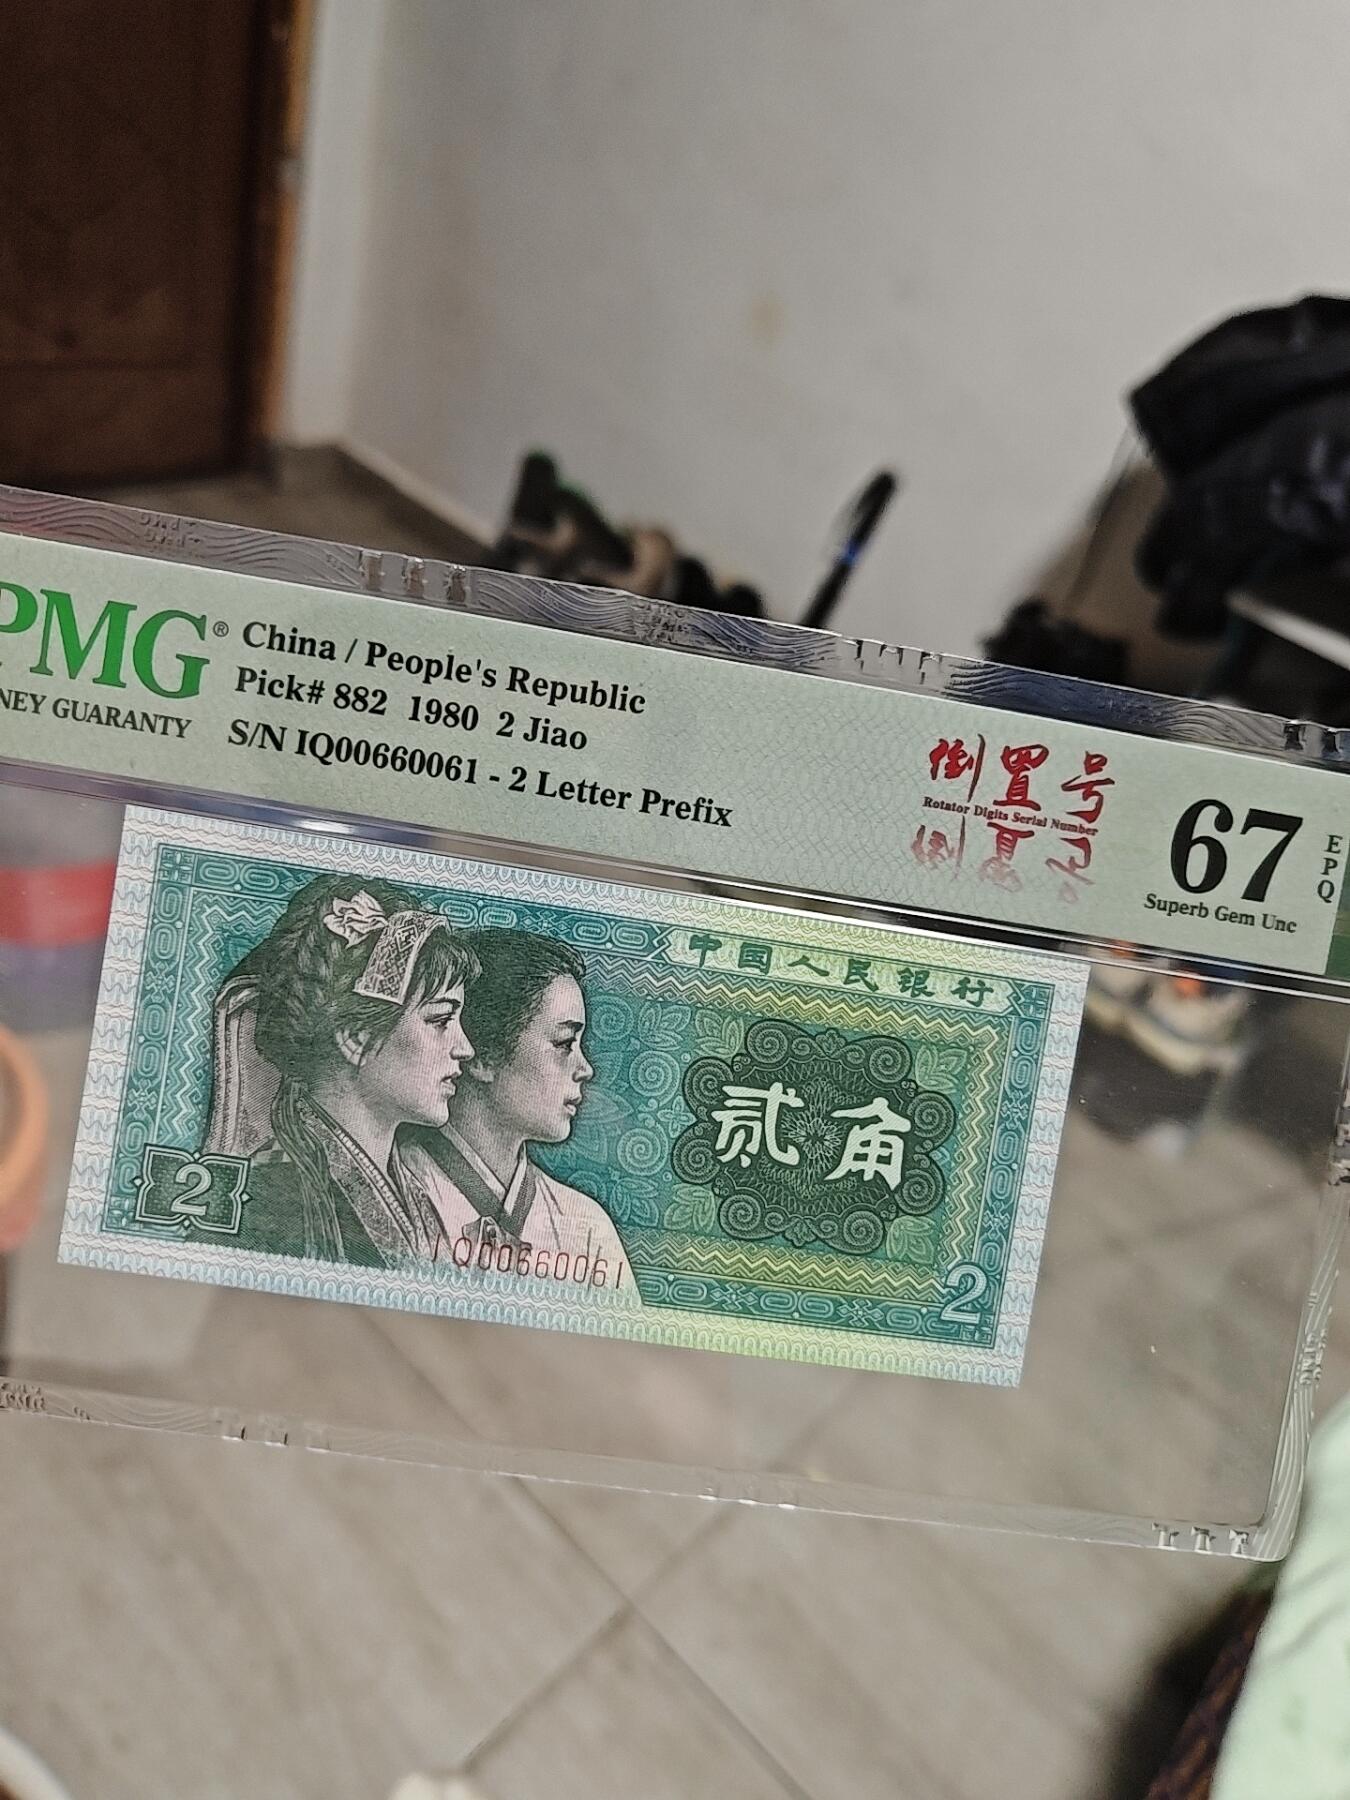 PMG®
NEY GUARANTY
China / People's Republic
Pick# 882 1980 2 Jiao
S/N IQ00660061 - 2 Letter Prefix
倒置号
Rotator Digits Serial Number
67
EPQ
Superb Gem Unc
中国人民银行
贰角
2
IQ00660061
2